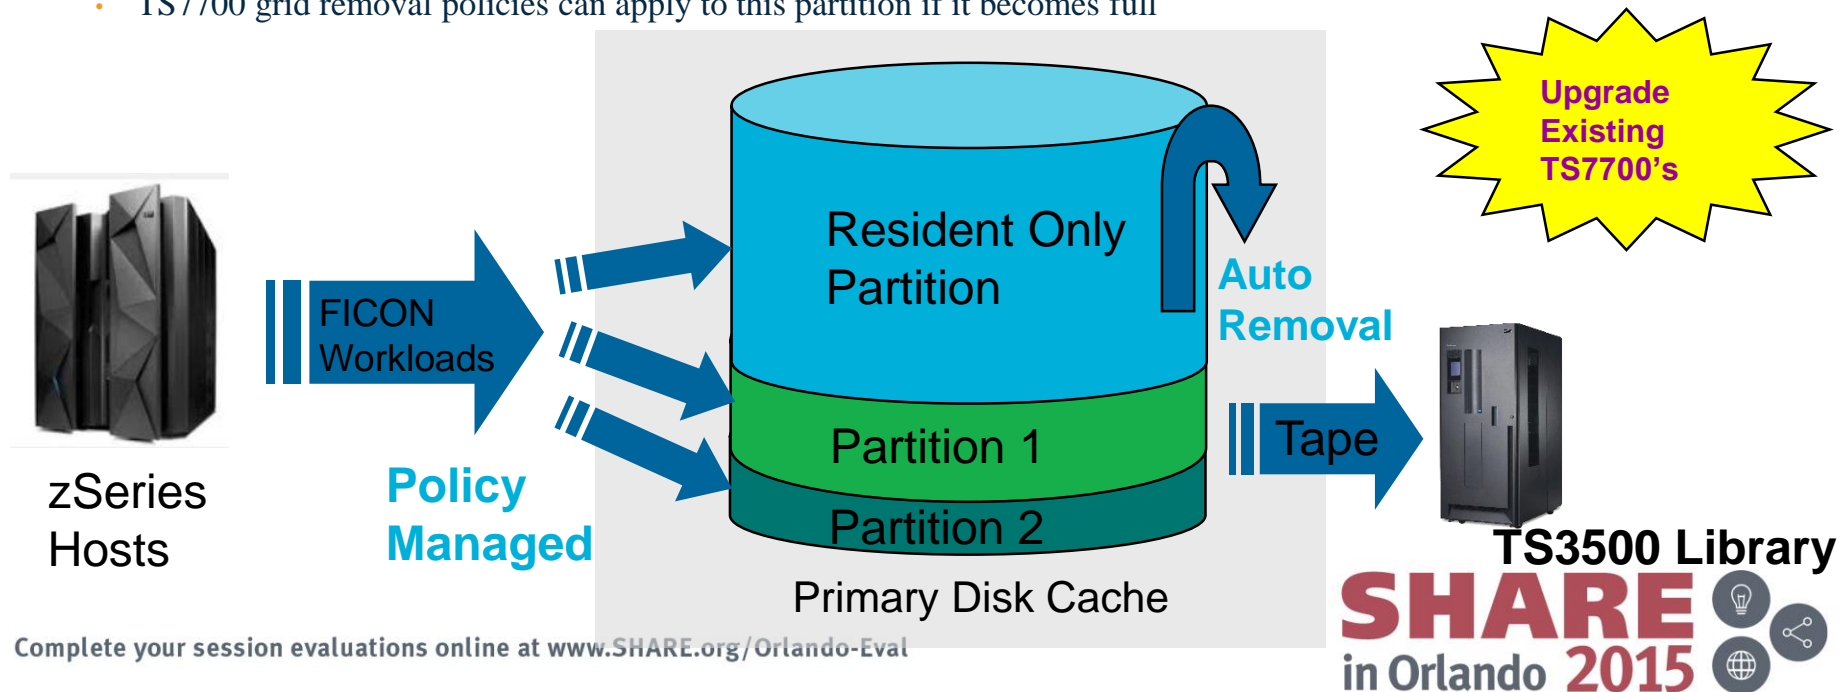 • TS7700 grid removal policies can apply to this partition if it becomes full
Upgrade
Existing
TS7700's
Resident Only
Partition
Auto
Removal
FICON
Workloads
Partition 1
Tape
zSeries
Hosts
Policy
Managed
Partition 2
TS3500 Library
Primary Disk Cache
Complete your session evaluations online at www.SHARE.org/Orlando-Eval
SHARE
in Orlando 2015